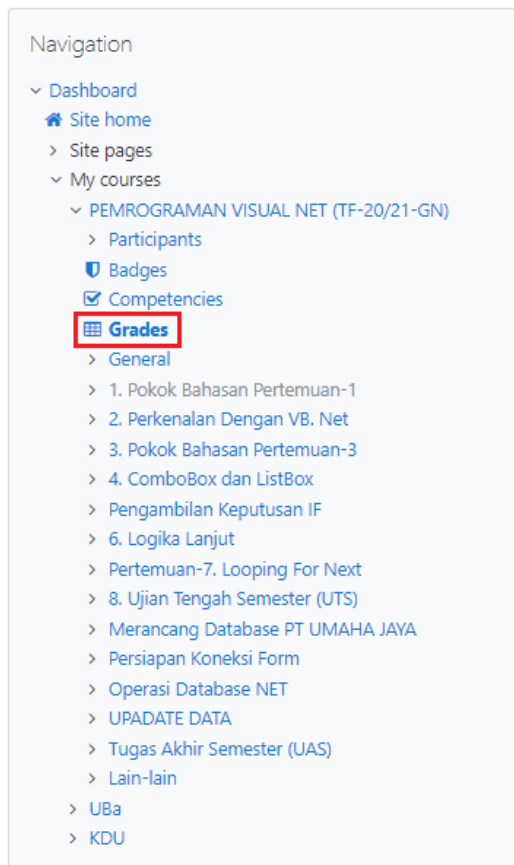 Navigation
Dashboard
Site home
Site pages
My courses
PEMROGRAMAN VISUAL NET (TF-20/21-GN)
Participants
Badges
Competencies
Grades
General
1. Pokok Bahasan Pertemuan-1
2. Perkenalan Dengan VB. Net
3. Pokok Bahasan Pertemuan-3
4. ComboBox dan ListBox
Pengambilan Keputusan IF
6. Logika Lanjut
Pertemuan-7. Looping For Next
8. Ujian Tengah Semester (UTS)
Merancang Database PT UMAHA JAYA
Persiapan Koneksi Form
Operasi Database NET
UPADATE DATA
Tugas Akhir Semester (UAS)
Lain-lain
UBa
KDU